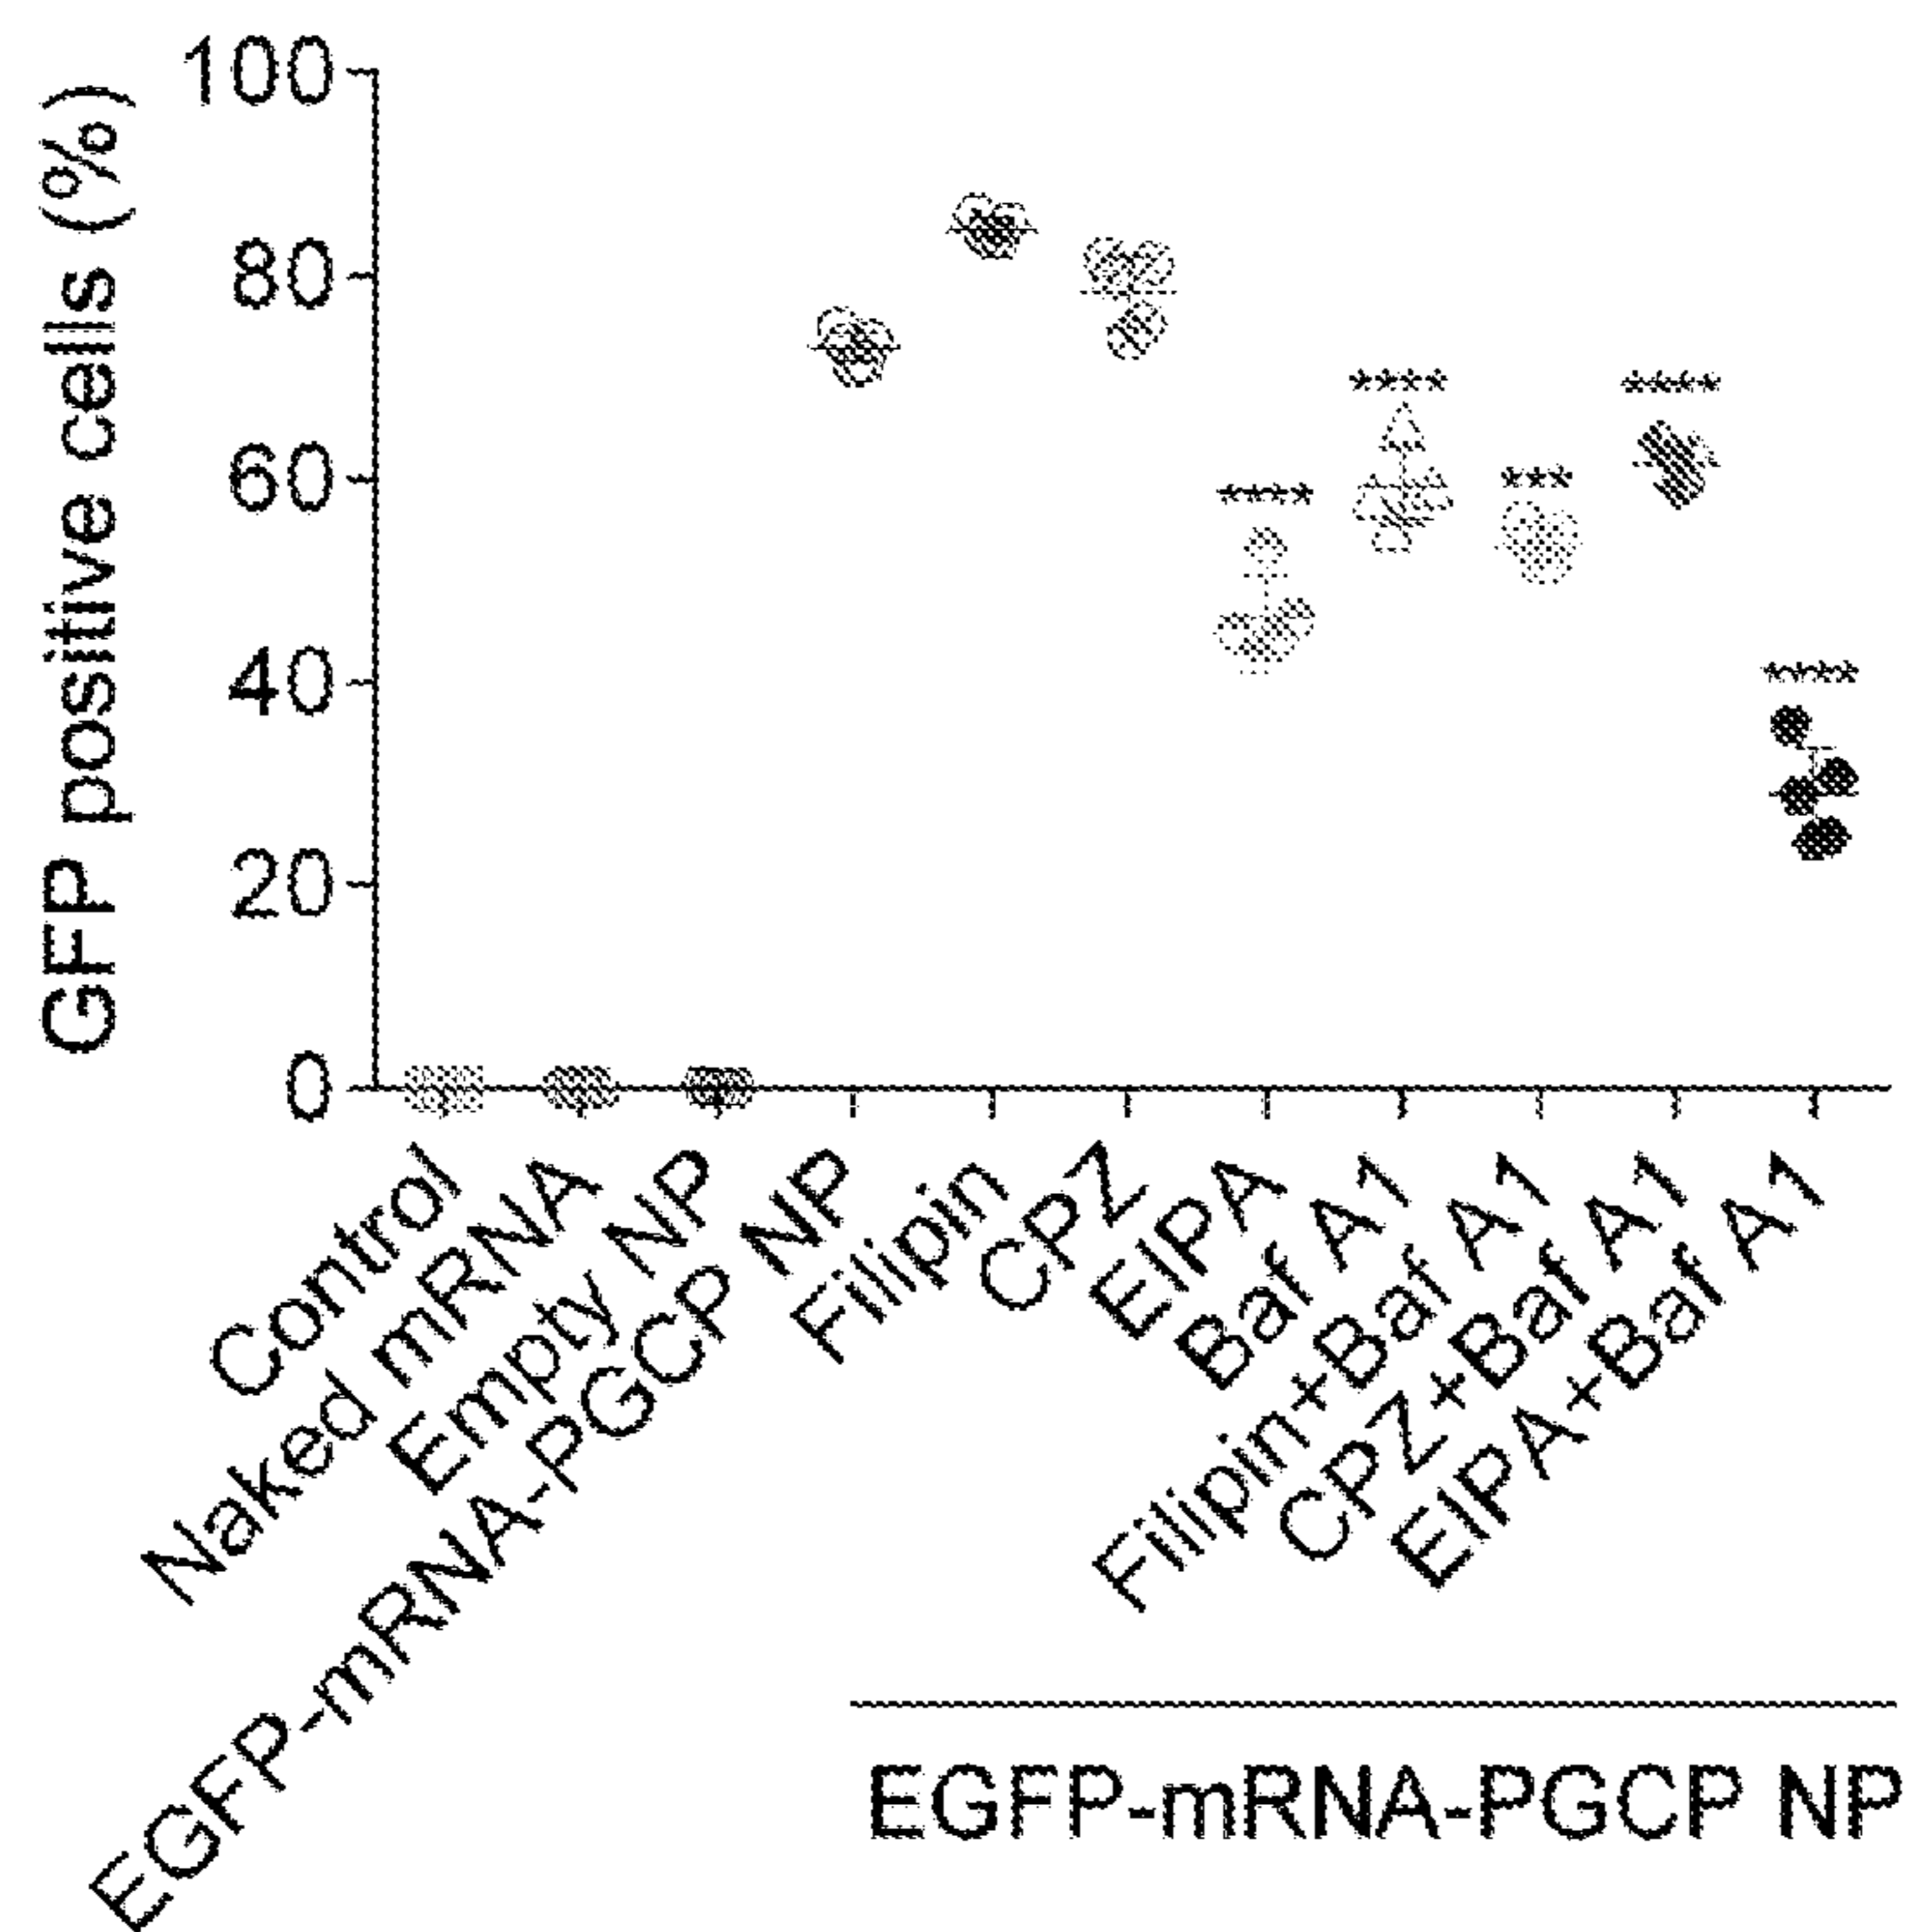 GFP positive cells (%)
100
80
60
40
20
0
****
****
***
****
****
Control
Naked mRNA
Empty NP
EGFP-mRNA-PGCP NP
Filipin
CPZ
EIPA
Baf A1
Filipin+Baf A1
CPZ+Baf A1
EIPA+Baf A1
EGFP-mRNA-PGCP NP